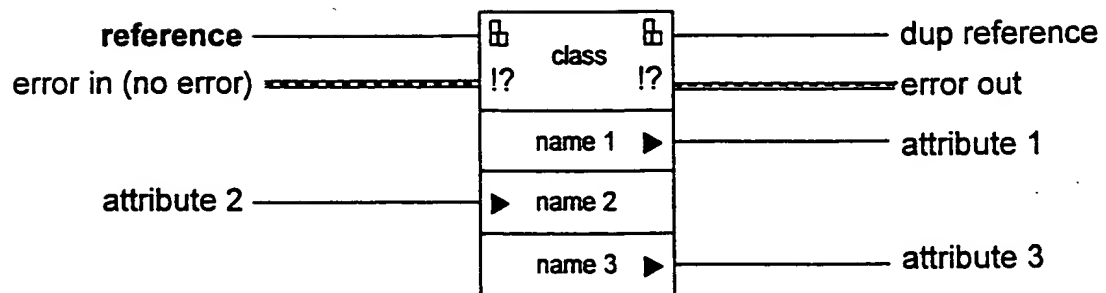 reference
class
dup reference
error in (no error)
!?
!?
error out
name 1
attribute 1
attribute 2
name 2
name 3
attribute 3